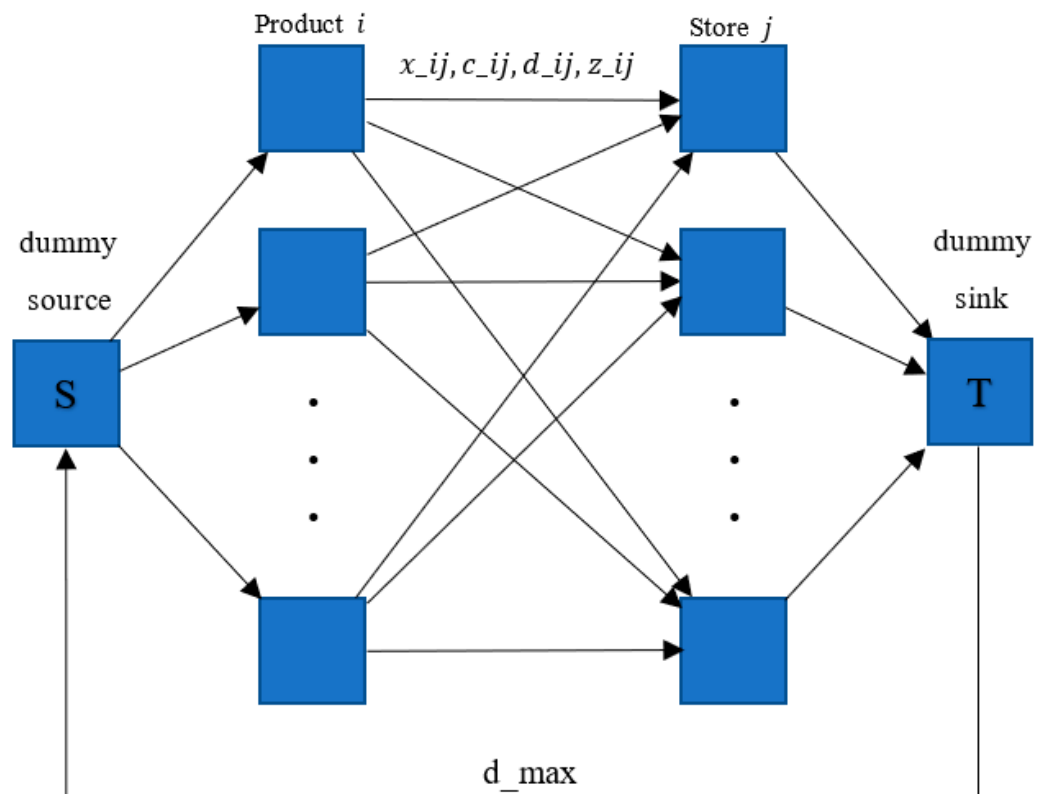 Product i
Store j
x_ij, c_ij, d_ij, z_ij
dummy
source
dummy
sink
S
T
d_max